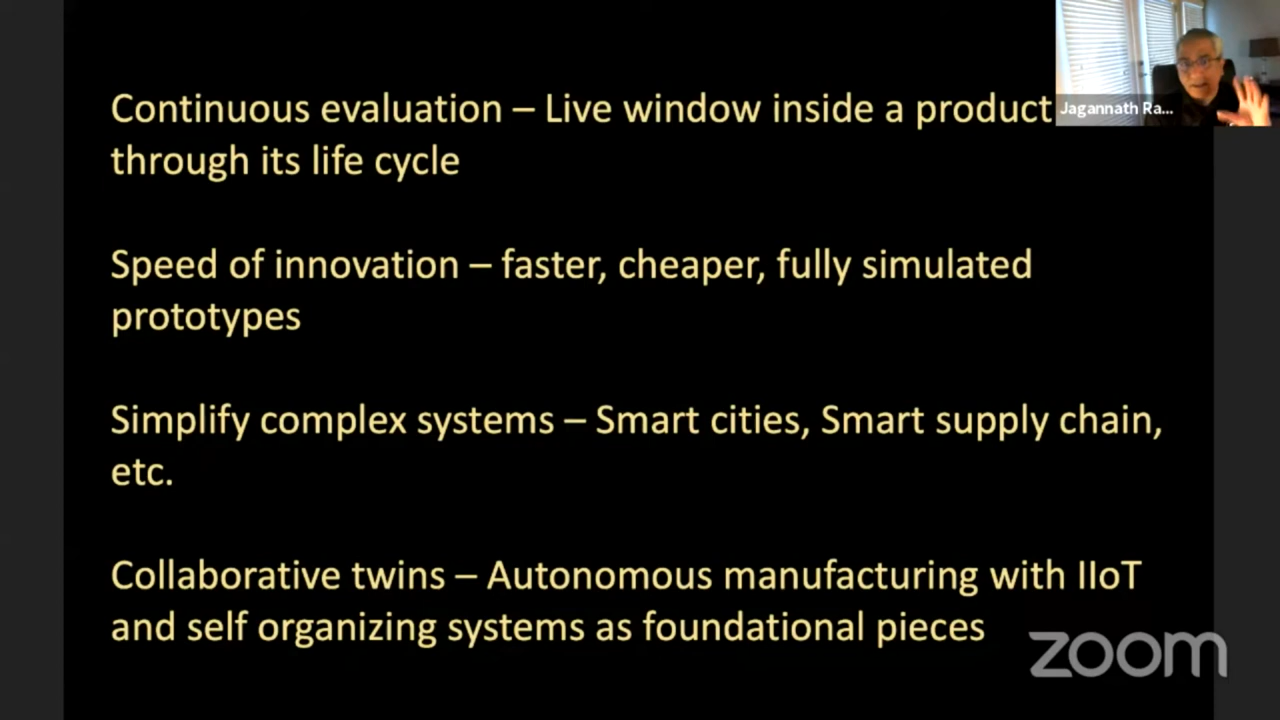 Continuous evaluation – Live window inside a product
through its life cycle
Jagannath Ra...
Speed of innovation – faster, cheaper, fully simulated
prototypes
Simplify complex systems – Smart cities, Smart supply chain,
etc.
Collaborative twins – Autonomous manufacturing with IIoT
and self organizing systems as foundational pieces
zoom